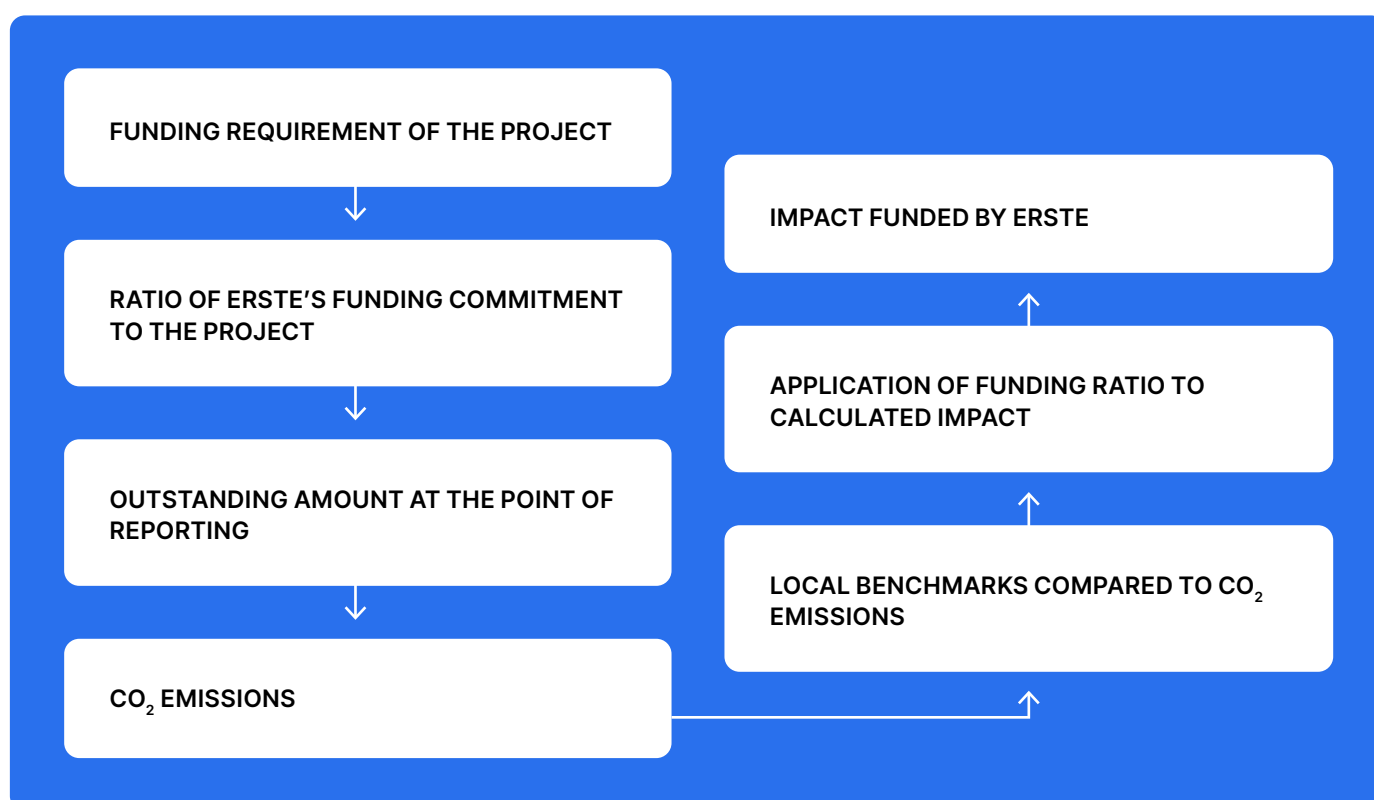 FUNDING REQUIREMENT OF THE PROJECT
RATIO OF ERSTE’S FUNDING COMMITMENT
TO THE PROJECT
OUTSTANDING AMOUNT AT THE POINT OF
REPORTING
CO₂ EMISSIONS
LOCAL BENCHMARKS COMPARED TO CO₂
EMISSIONS
APPLICATION OF FUNDING RATIO TO
CALCULATED IMPACT
IMPACT FUNDED BY ERSTE